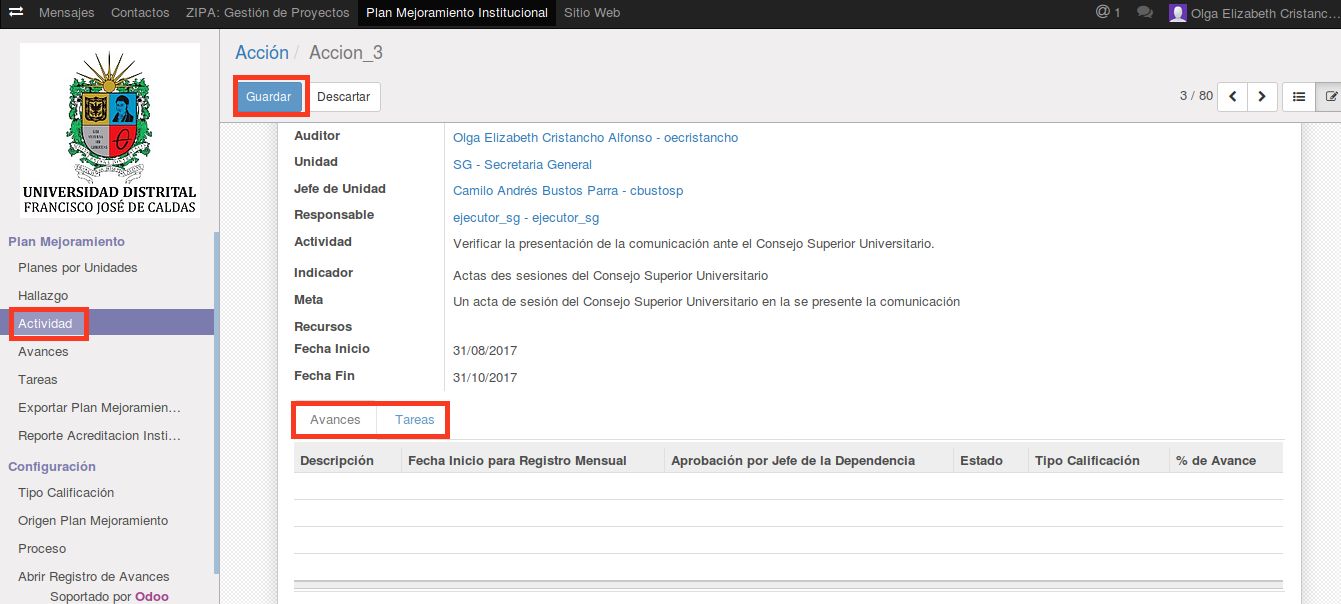 Mensajes Contactos ZIPA: Gestión de Proyectos Plan Mejoramiento Institucional Sitio Web @ 1 Olga Elizabeth Cristanc...
UNIVERSIDAD DISTRITAL
FRANCISCO JOSÉ DE CALDAS
Plan Mejoramiento
Planes por Unidades
Hallazgo
Actividad
Avances
Tareas
Exportar Plan Mejoramien...
Reporte Acreditacion Insti...
Configuración
Tipo Calificación
Origen Plan Mejoramiento
Proceso
Abrir Registro de Avances
Soportado por Odoo
Acción / Accion_3
Guardar Descartar 3 / 80
Auditor Olga Elizabeth Cristancho Alfonso - oecristancho
Unidad SG - Secretaria General
Jefe de Unidad Camilo Andrés Bustos Parra - cbustosp
Responsable ejecutor_sg - ejecutor_sg
Actividad Verificar la presentación de la comunicación ante el Consejo Superior Universitario.
Indicador Actas des sesiones del Consejo Superior Universitario
Meta Un acta de sesión del Consejo Superior Universitario en la se presente la comunicación
Recursos
Fecha Inicio 31/08/2017
Fecha Fin 31/10/2017
Avances Tareas
Descripción Fecha Inicio para Registro Mensual Aprobación por Jefe de la Dependencia Estado Tipo Calificación % de Avance